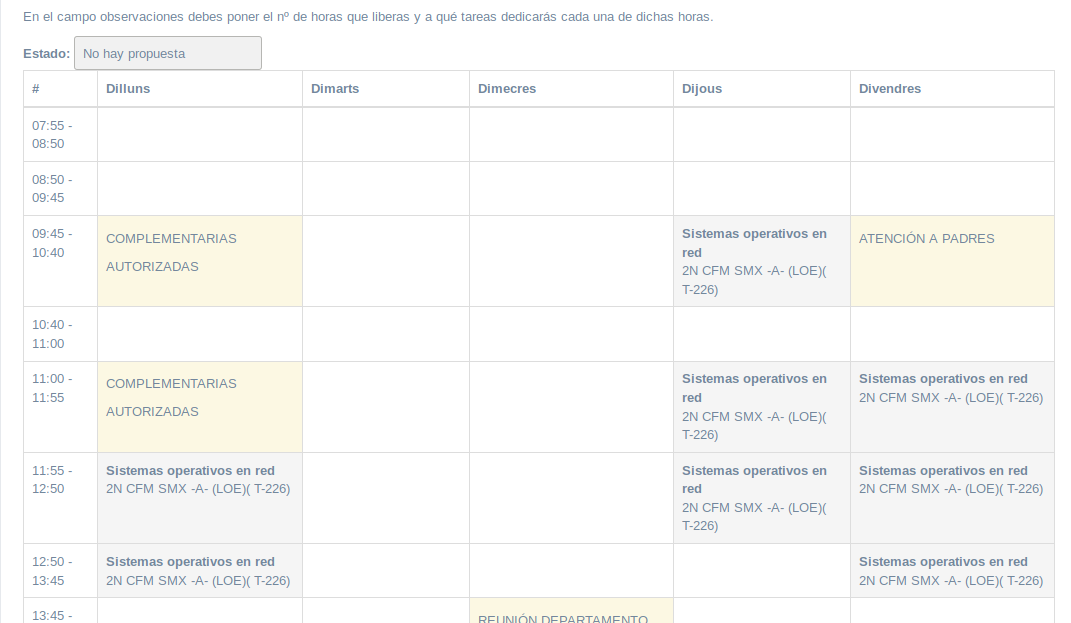 En el campo observaciones debes poner el nº de horas que liberas y a qué tareas dedicarás cada una de dichas horas.
Estado: No hay propuesta
# Dilluns Dimarts Dimecres Dijous Divendres
07:55 -
08:50
08:50 -
09:45
09:45 -
10:40
COMPLEMENTARIAS
AUTORIZADAS
Sistemas operativos en
red
2N CFM SMX -A- (LOE)(
T-226)
ATENCIÓN A PADRES
10:40 -
11:00
11:00 -
11:55
COMPLEMENTARIAS
AUTORIZADAS
Sistemas operativos en
red
2N CFM SMX -A- (LOE)(
T-226)
Sistemas operativos en red
2N CFM SMX -A- (LOE)( T-226)
11:55 -
12:50
Sistemas operativos en red
2N CFM SMX -A- (LOE)( T-226)
Sistemas operativos en
red
2N CFM SMX -A- (LOE)(
T-226)
Sistemas operativos en red
2N CFM SMX -A- (LOE)( T-226)
12:50 -
13:45
Sistemas operativos en red
2N CFM SMX -A- (LOE)( T-226)
Sistemas operativos en red
2N CFM SMX -A- (LOE)( T-226)
13:45 -
REUNIÓN DEPARTAMENTO